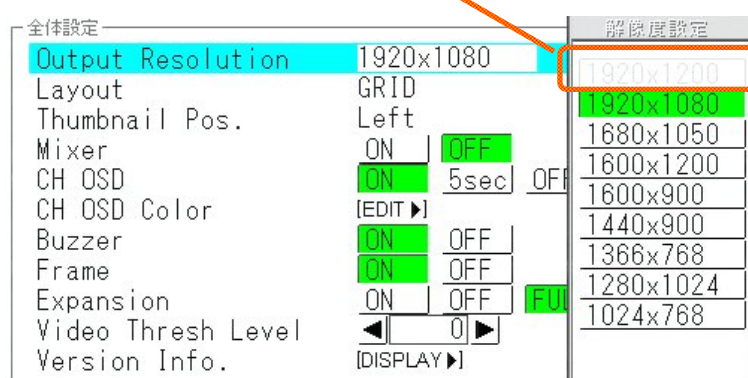 全体設定
Output Resolution 1920x1080
Layout GRID
Thumbnail Pos. Left
Mixer ON OFF
CH OSD ON 5sec OFF
CH OSD Color [EDIT▶]
Buzzer ON OFF
Frame ON OFF
Expansion ON OFF FUL
Video Thresh Level ◀ 0 ▶
Version Info. [DISPLAY▶]
解像度設定
1920x1200
1920x1080
1680x1050
1600x1200
1600x900
1440x900
1366x768
1280x1024
1024x768